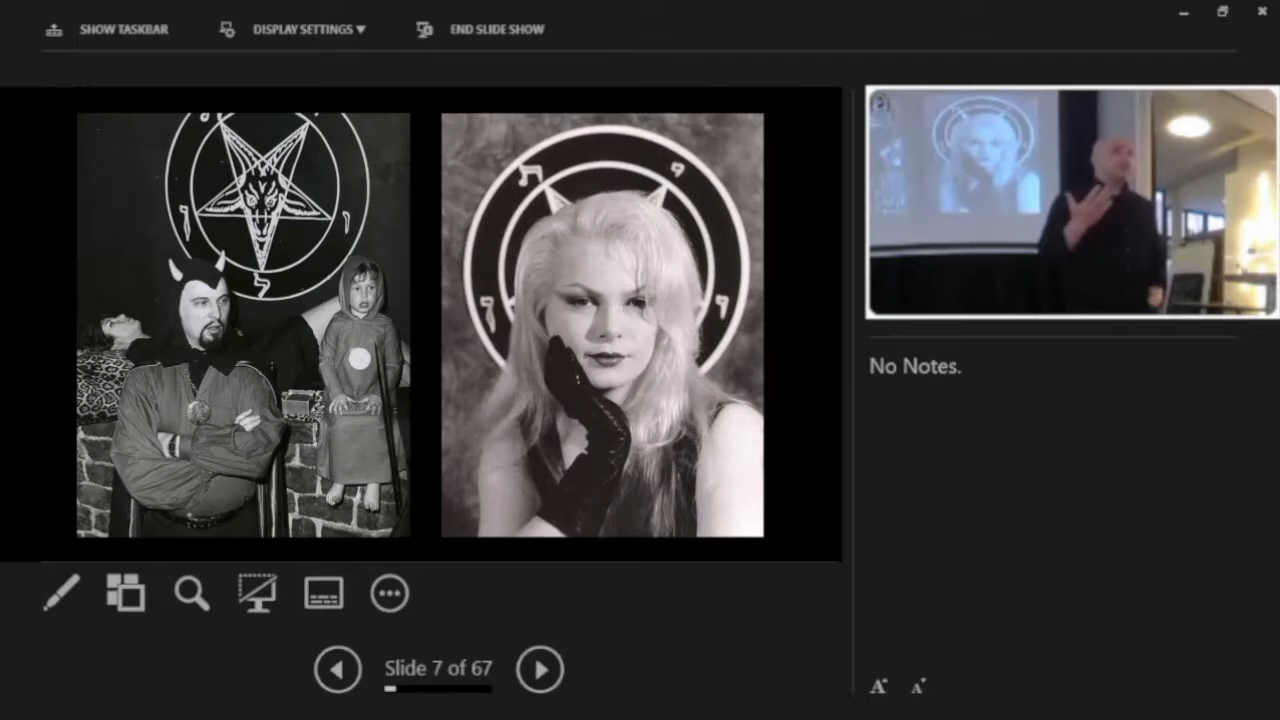 SHOW TASKBAR
DISPLAY SETTINGS
END SLIDE SHOW
No Notes.
Slide 7 of 67
A A